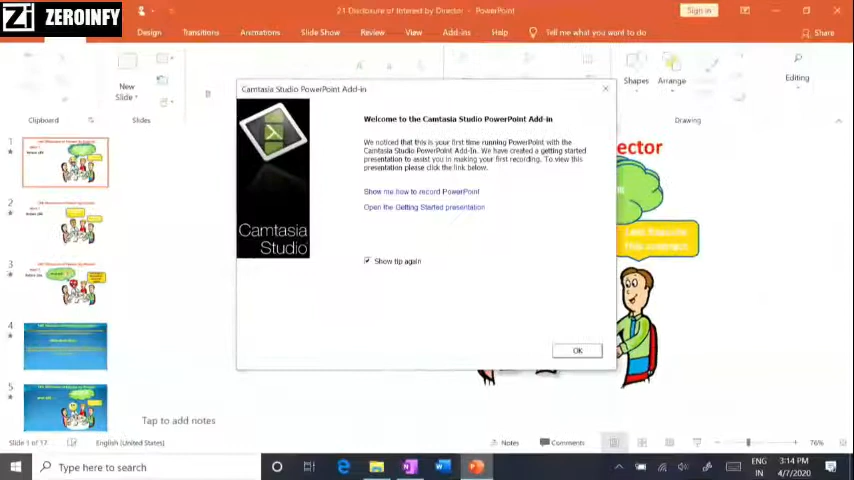 Zi ZEROINFY
21 Disclosure of Interest by Director - PowerPoint
Sign in
Design Transitions Animations Slide Show Review View Add-ins Help Tell me what you want to do Share
New
Slide
Shapes Arrange
Editing
Clipboard Slides Drawing
Camtasia Studio PowerPoint Add-in
Welcome to the Camtasia Studio PowerPoint Add-in
We noticed that this is your first time running PowerPoint with the
Camtasia Studio PowerPoint Add-In. We have created a getting started
presentation to assist you in making your first recording. To view this
presentation please click the link below.
Show me how to record PowerPoint
Open the Getting Started presentation
Camtasia
Studio
Show tip again
OK
ector
1
2
3
4
5
Tap to add notes
Slide 1 of 17 English (United States) Notes Comments 76%
Type here to search
ENG
IN
3:14 PM
4/7/2020